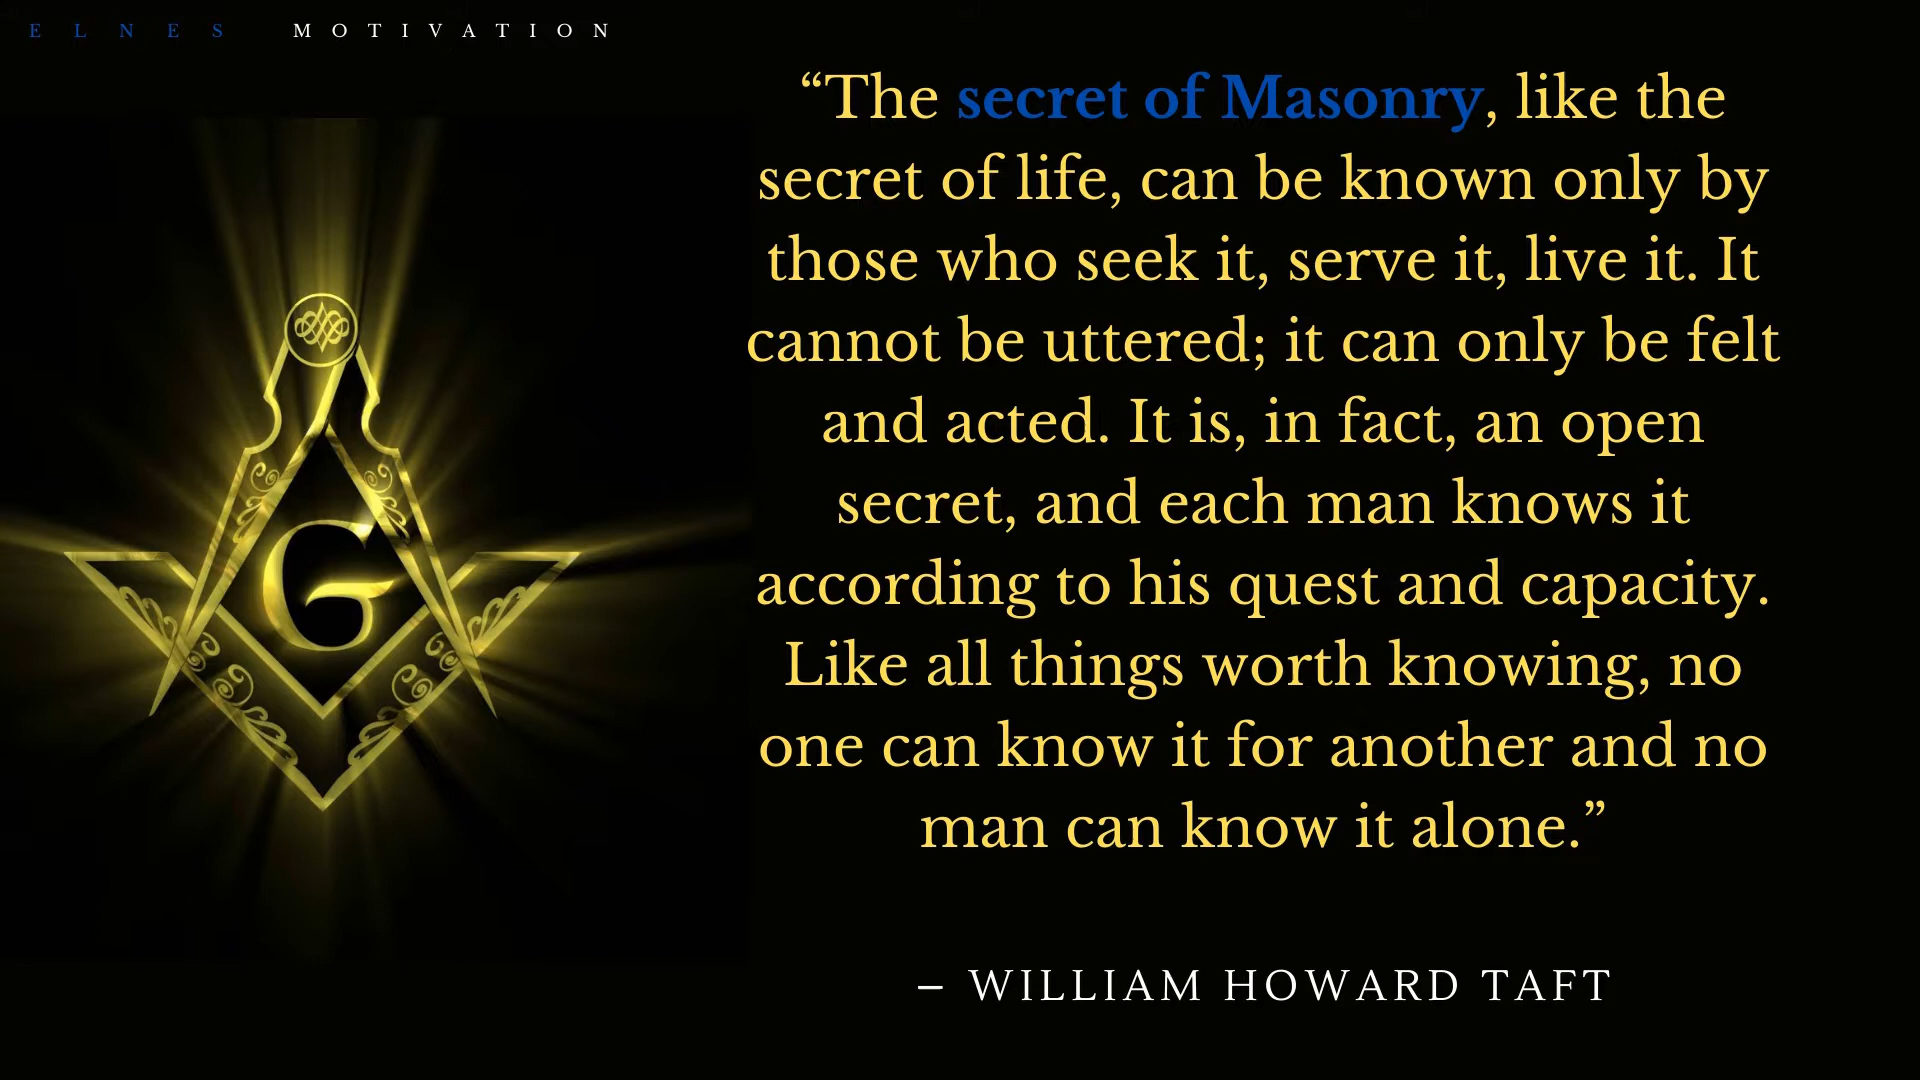 ELNES MOTIVATION
“The secret of Masonry, like the
secret of life, can be known only by
those who seek it, serve it, live it. It
cannot be uttered; it can only be felt
and acted. It is, in fact, an open
secret, and each man knows it
according to his quest and capacity.
Like all things worth knowing, no
one can know it for another and no
man can know it alone.”
G
– WILLIAM HOWARD TAFT